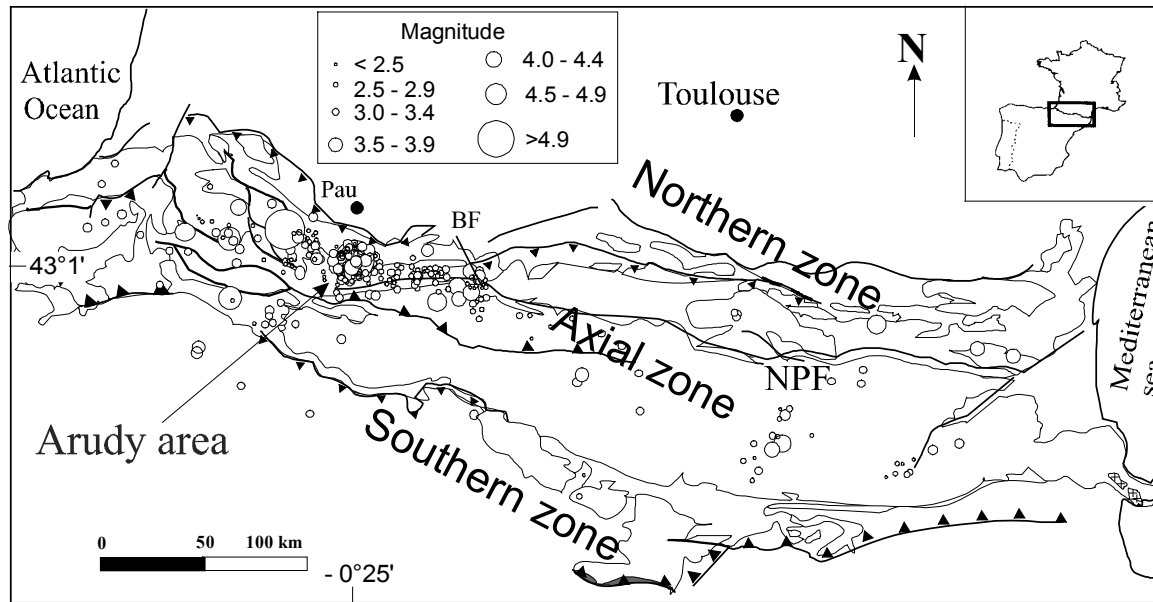 Magnitude
< 2.5
2.5 - 2.9
3.0 - 3.4
3.5 - 3.9
4.0 - 4.4
4.5 - 4.9
>4.9
Atlantic
Ocean
N
Toulouse
Pau
BF
Northern zone
43°1'
Axial zone
NPF
Mediterranean
sea
Arudy area
Southern zone
0 50 100 km
- 0°25'